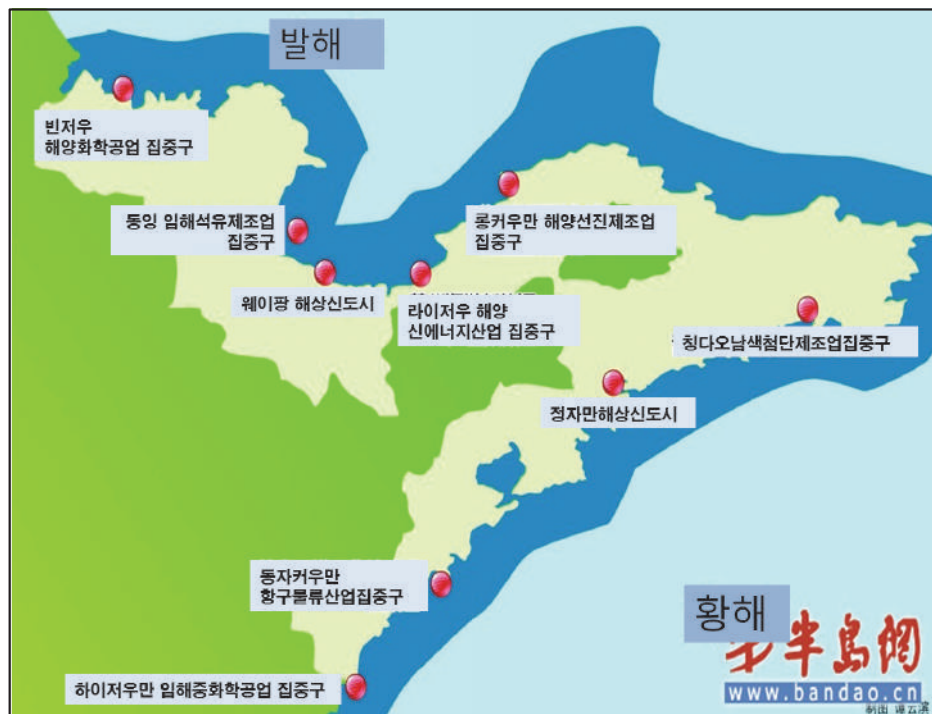 발해
빈저우
해양화학공업 집중구
동잉 임해석유제조업
집중구
롱커우만 해양선진제조업
집중구
웨이팡 해상신도시
라이저우 해양
신에너지산업 집중구
칭다오남색첨단제조업집중구
정자만해상신도시
동자커우만
항구물류산업집중구
황해
半岛網
www.bandao.cn
하이저우만 임해중화학공업 집중구